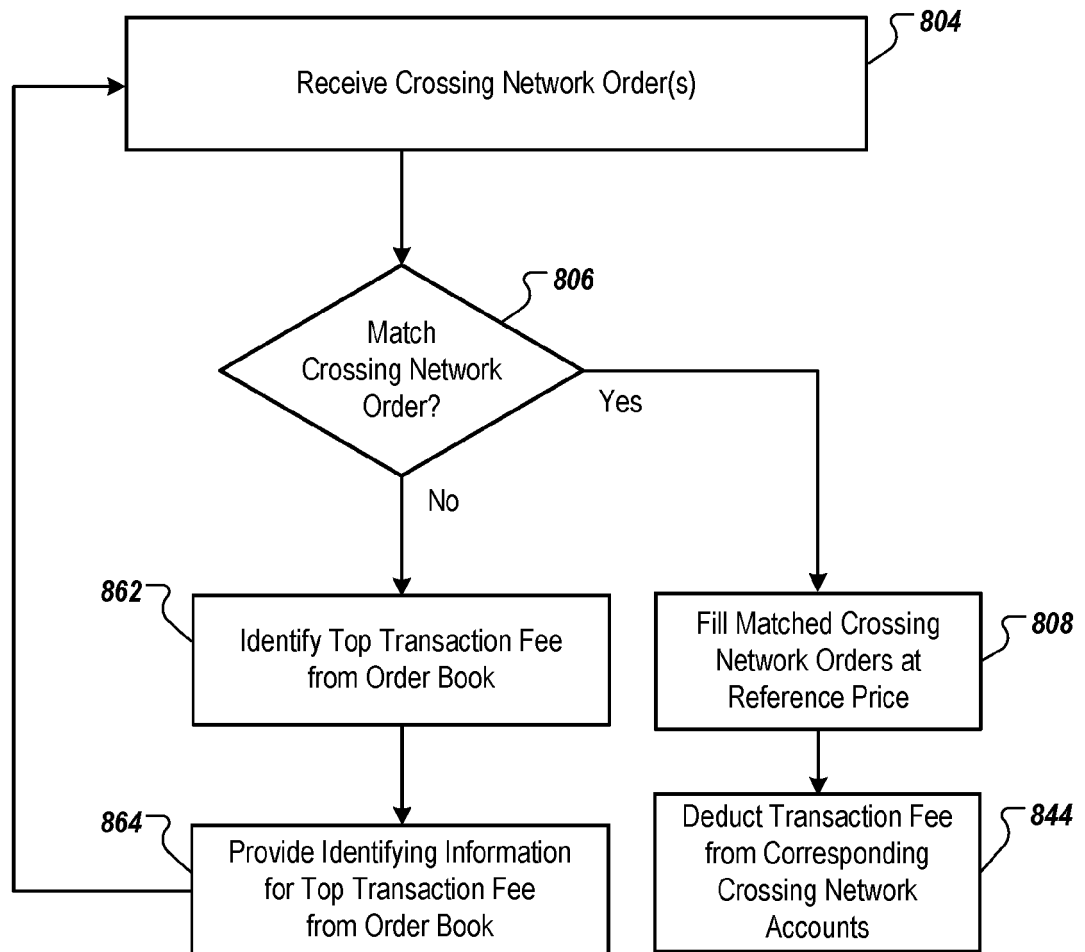 804
Receive Crossing Network Order(s)
806
Match
Crossing Network
Order?
Yes
No
862
Identify Top Transaction Fee
from Order Book
808
Fill Matched Crossing
Network Orders at
Reference Price
864
Provide Identifying Information
for Top Transaction Fee
from Order Book
844
Deduct Transaction Fee
from Corresponding
Crossing Network
Accounts